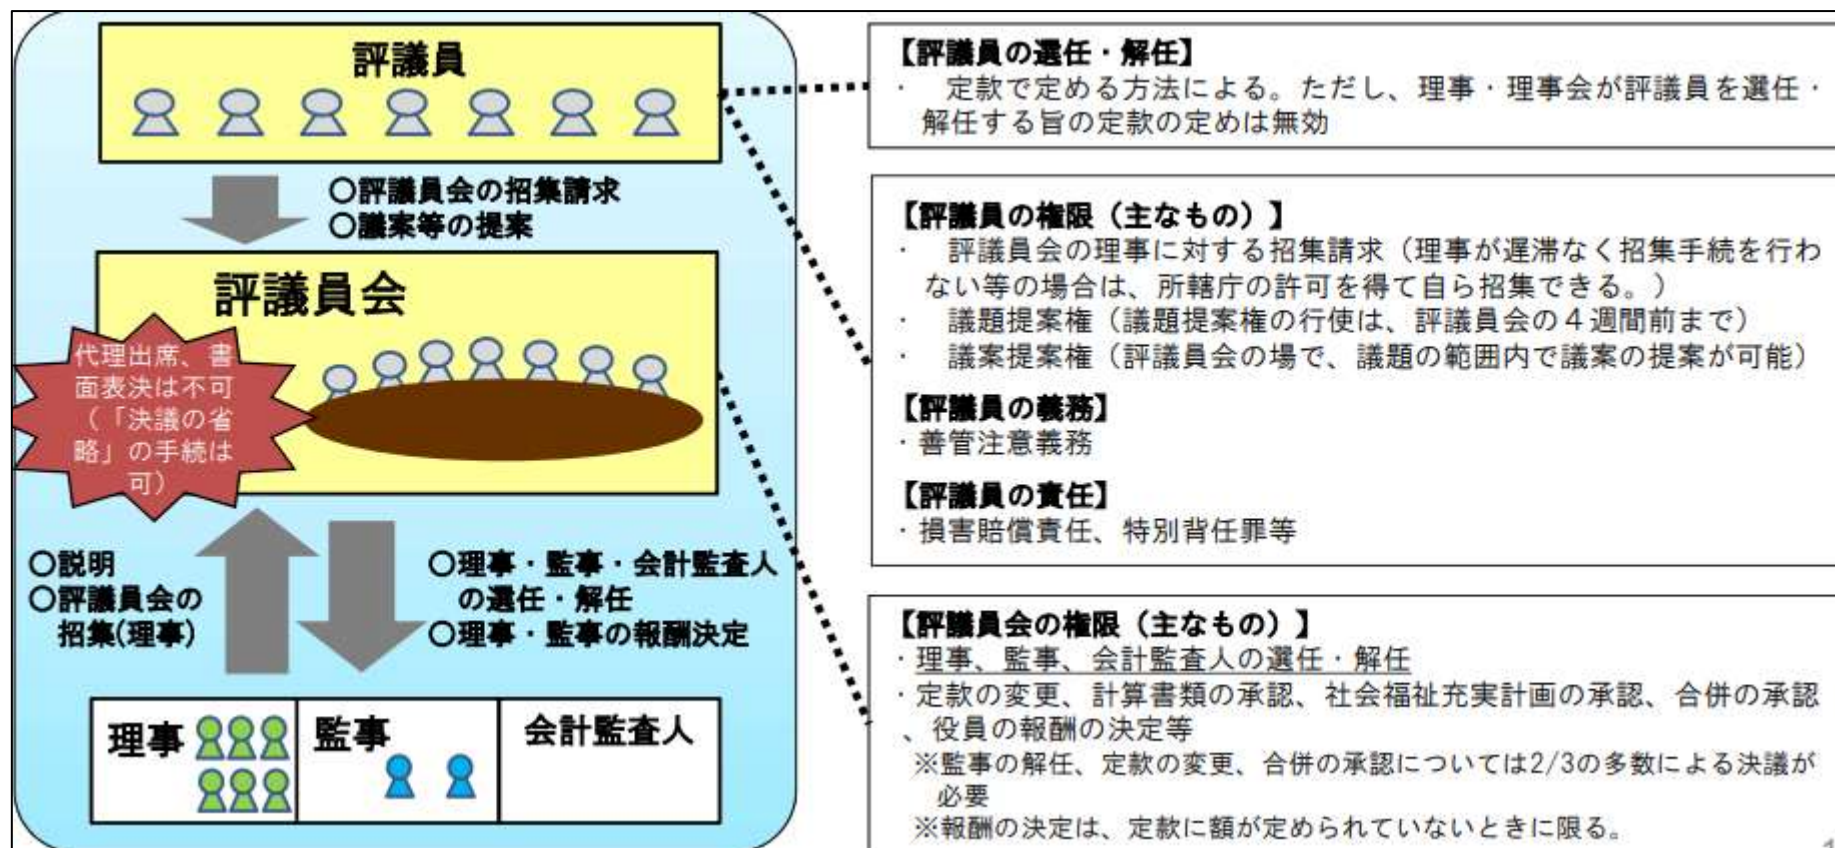 評議員
〇評議員会の招集請求
〇議案等の提案
評議員会
代理出席、書
面表決は不可
(「決議の省
略」の手続は
可)
〇説明
〇評議員会の
招集(理事)
〇理事・監事・会計監査人
の選任・解任
〇理事・監事の報酬決定
理事
監事
会計監査人
【評議員の選任・解任】
・ 定款で定める方法による。ただし、理事・理事会が評議員を選任・
解任する旨の定款の定めは無効
【評議員の権限（主なもの）】
・ 評議員会の理事に対する招集請求（理事が遅滞なく招集手続を行わ
ない等の場合は、所轄庁の許可を得て自ら招集できる。）
・ 議題提案権（議題提案権の行使は、評議員会の４週間前まで）
・ 議案提案権（評議員会の場で、議題の範囲内で議案の提案が可能）
【評議員の義務】
・善管注意義務
【評議員の責任】
・損害賠償責任、特別背任罪等
【評議員会の権限（主なもの）】
・理事、監事、会計監査人の選任・解任
・定款の変更、計算書類の承認、社会福祉充実計画の承認、合併の承認
、役員の報酬の決定等
※監事の解任、定款の変更、合併の承認については2/3の多数による決議が
必要
※報酬の決定は、定款に額が定められていないときに限る。